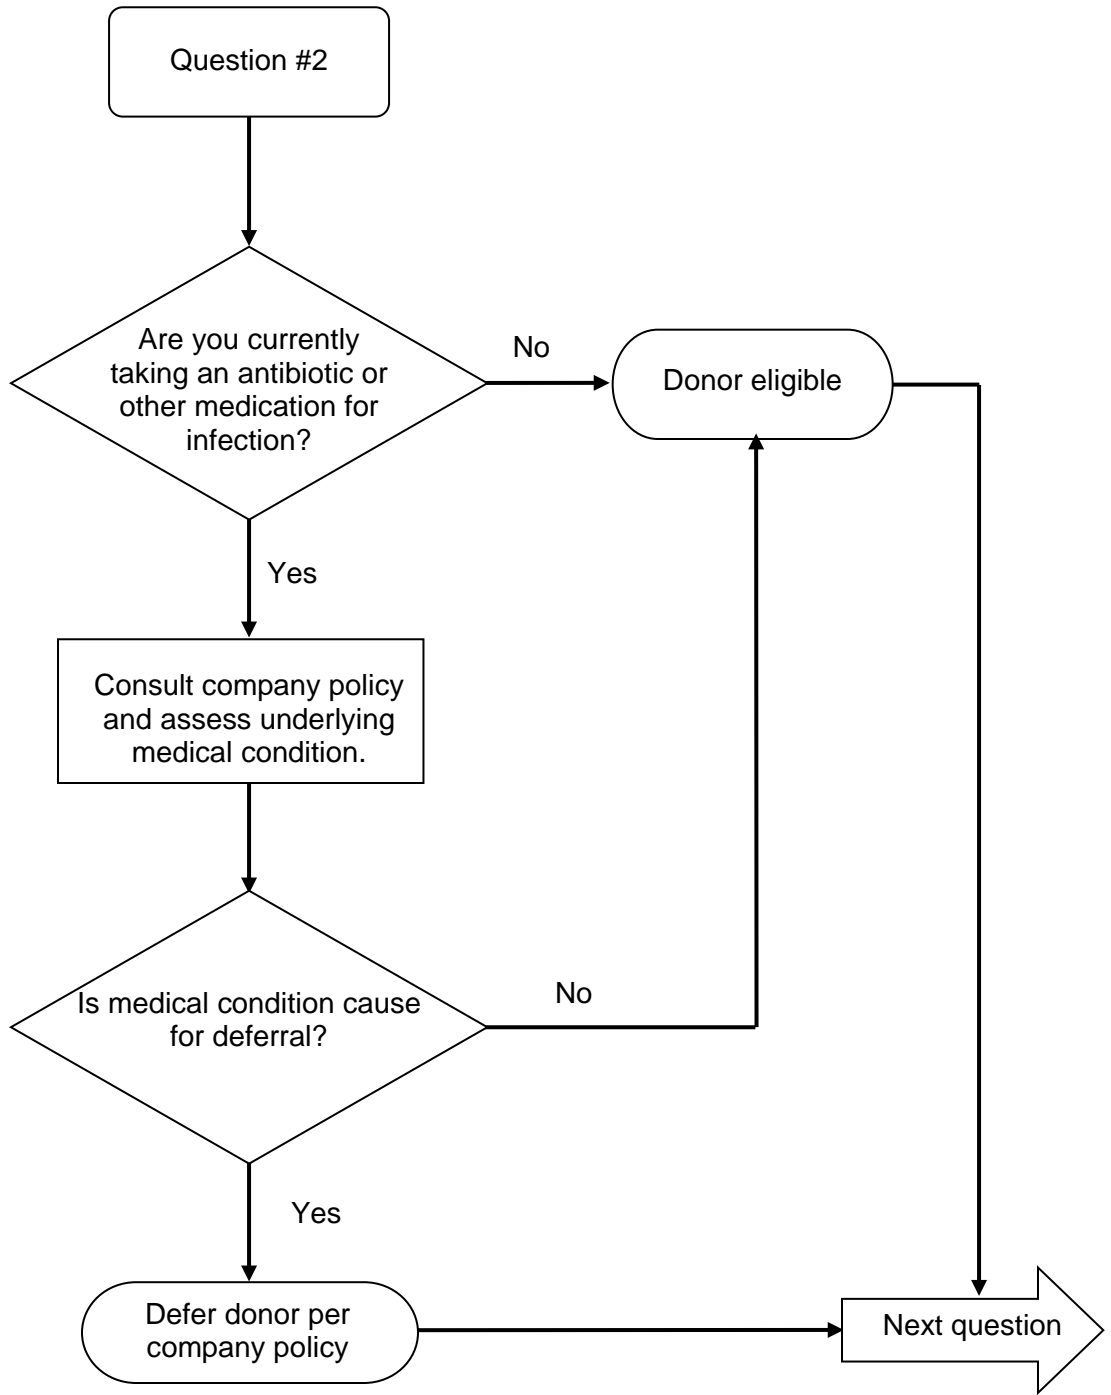 Question #2
Are you currently
taking an antibiotic or
other medication for
infection?
No
Donor eligible
Yes
Consult company policy
and assess underlying
medical condition.
Is medical condition cause
for deferral?
No
Yes
Defer donor per
company policy
Next question